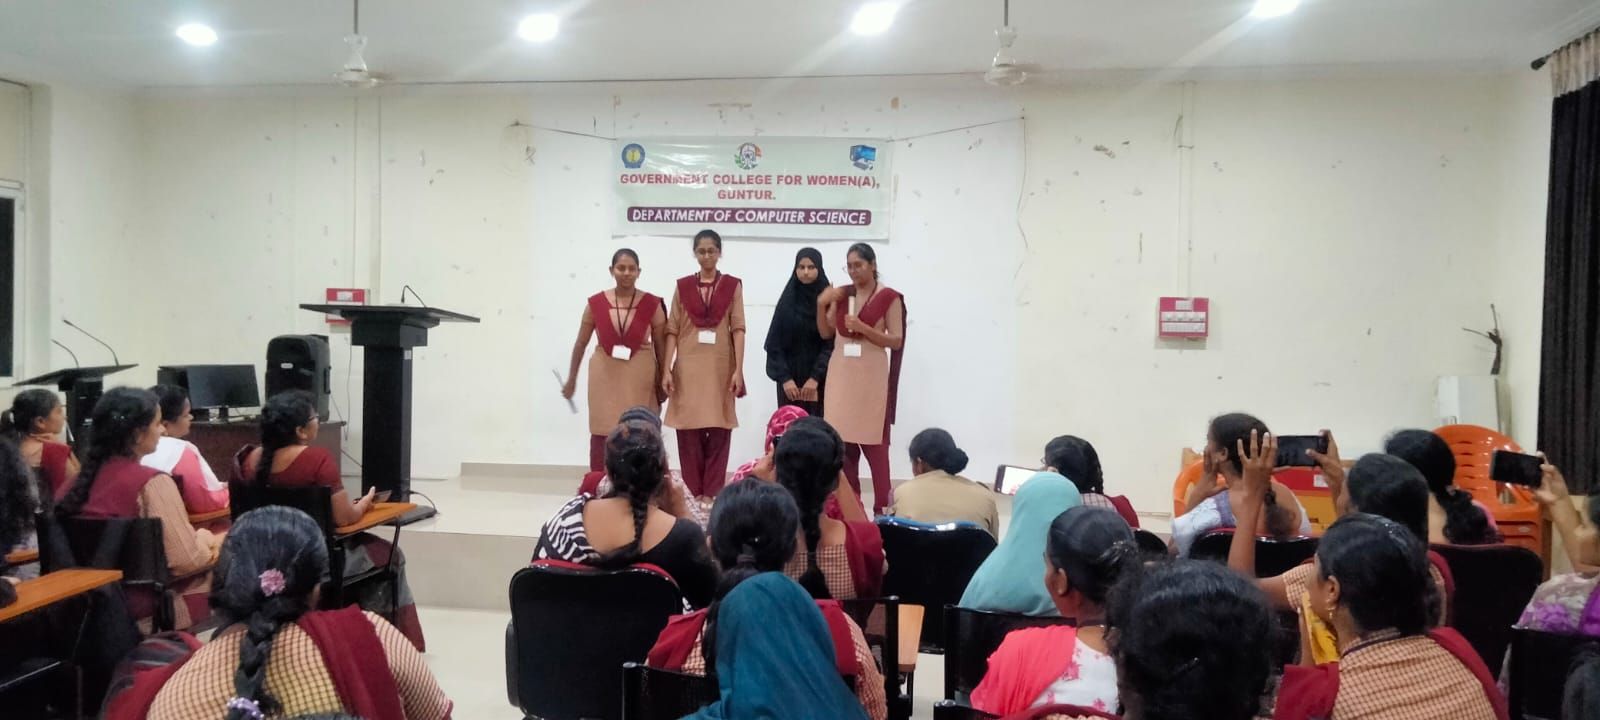 GOVERNMENT COLLEGE FOR WOMEN(A),
GUNTUR.
DEPARTMENT OF COMPUTER SCIENCE